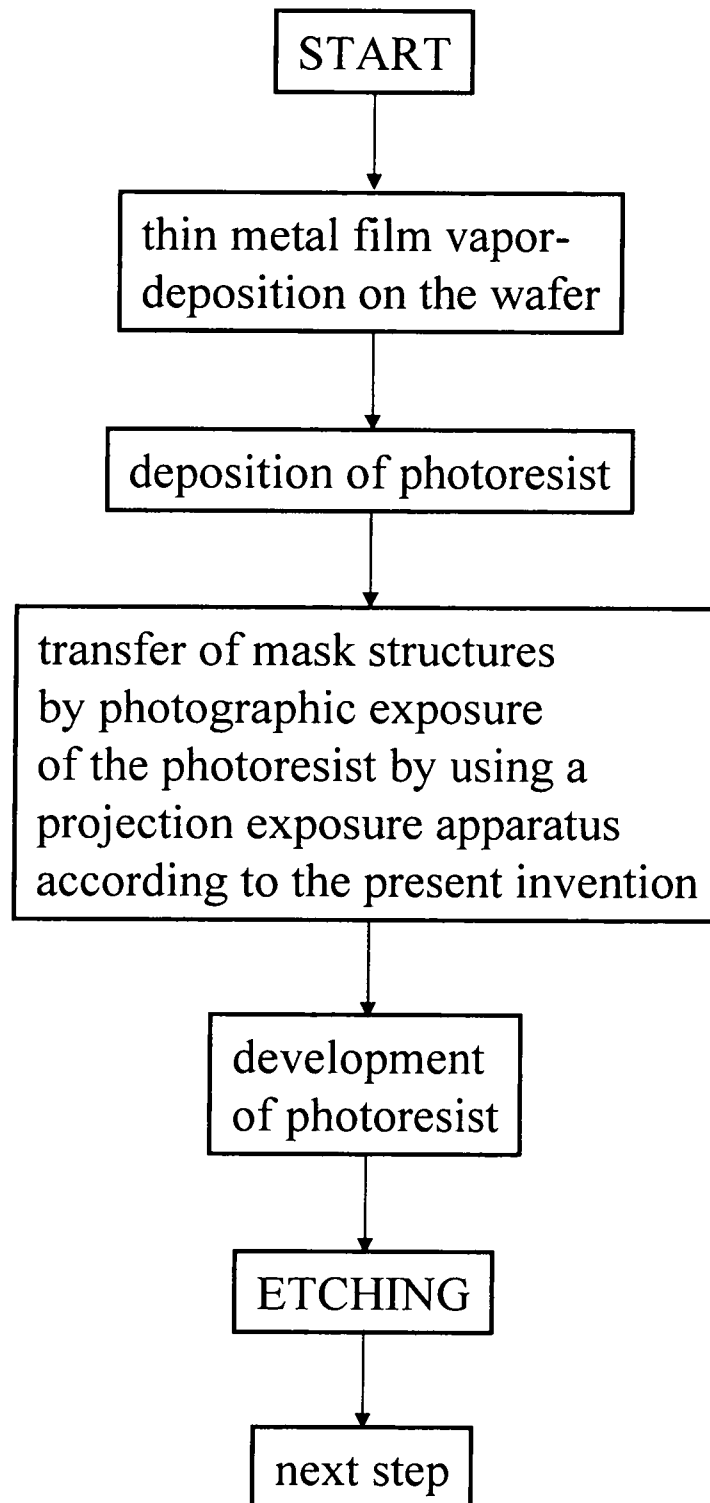 START
thin metal film vapor-
deposition on the wafer
deposition of photoresist
transfer of mask structures
by photographic exposure
of the photoresist by using a
projection exposure apparatus
according to the present invention
development
of photoresist
ETCHING
next step